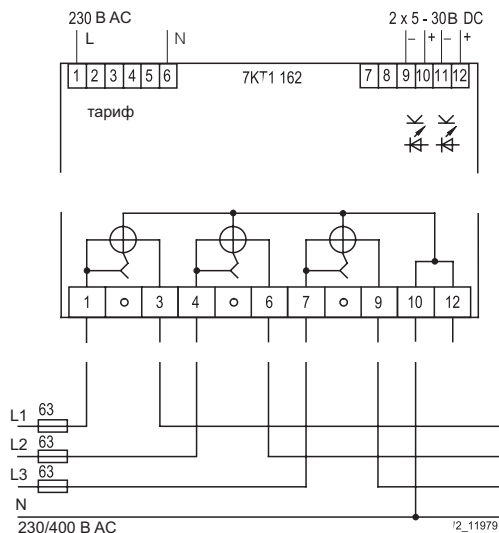 230 В AC
2 x 5 - 30В DC
L N – + – +
1 2 3 4 5 6 7KT1 162 7 8 9 10 11 12
тариф
1 3 4 6 7 9 10 12
L1 63
L2 63
L3 63
N
230/400 В AC
I2_11979